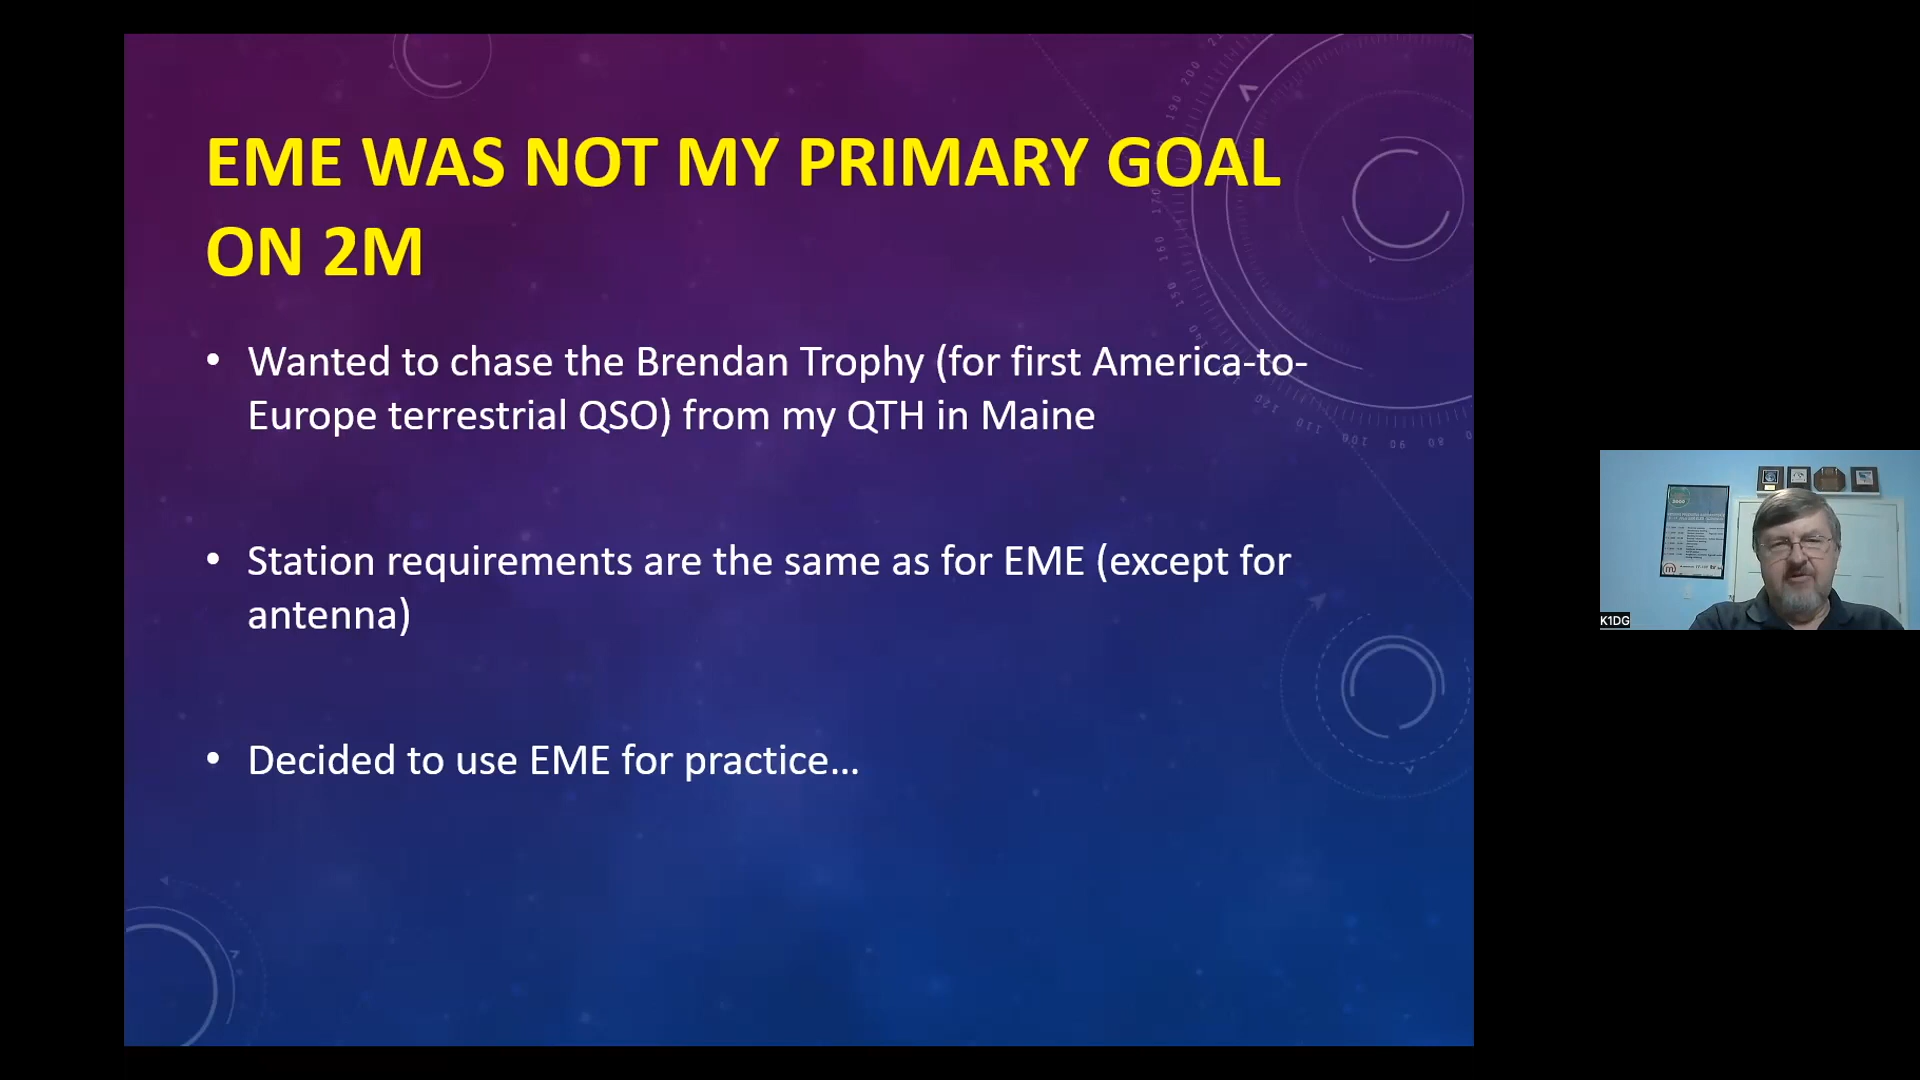 EME WAS NOT MY PRIMARY GOAL
ON 2M
• Wanted to chase the Brendan Trophy (for first America-to-
Europe terrestrial QSO) from my QTH in Maine
• Station requirements are the same as for EME (except for
antenna)
• Decided to use EME for practice…
K1DG